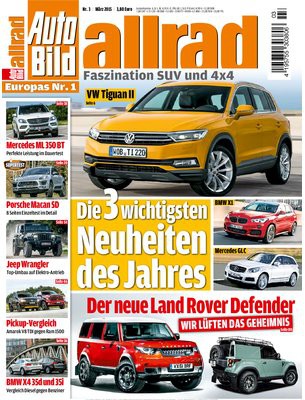 Nr. 3 März 2015 3,80 Euro
allrad
Auto
Bild
Europas Nr. 1
allrad
Faszination SUV und 4x4
VW Tiguan II
WOB·TI 220
Mercedes ML 350 BT
Perfekte Leistung im Dauertest
SUPERTEST
Porsche Macan SD
8 Seiten Einzeltest im Detail
Jeep Wrangler
Top-Umbau auf Elektro-Antrieb
Pickup-Vergleich
Amarok V8 TDI gegen Ram 1500
BMW X4 35d und 35i
Vergleich Diesel gegen Benziner
Die 3 wichtigsten
Neuheiten
des Jahres
BMW X1
Mercedes GLC
Der neue Land Rover Defender
WIR LÜFTEN DAS GEHEIMNIS